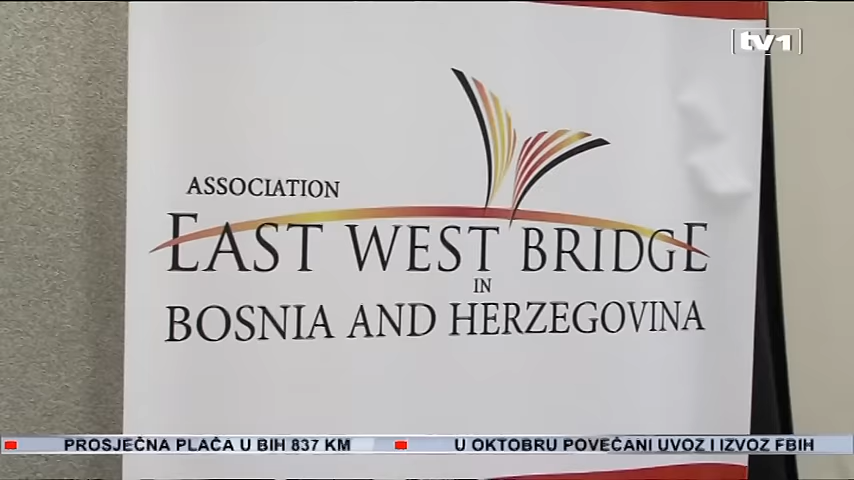 tv1
ASSOCIATION
EAST WEST BRIDGE
IN
BOSNIA AND HERZEGOVINA
PROSJEČNA PLAĆA U BIH 837 KM U OKTOBRU POVEĆANI UVOZ I IZVOZ FBIH